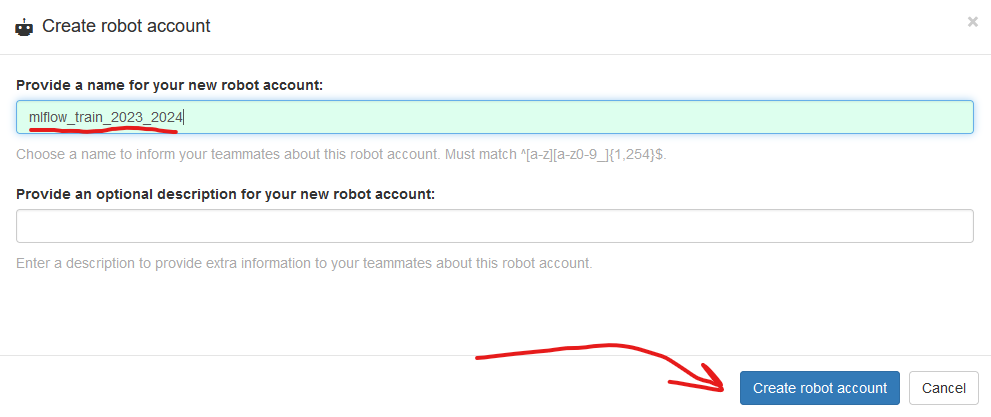 Create robot account
×
Provide a name for your new robot account:
mlflow_train_2023_2024
Choose a name to inform your teammates about this robot account. Must match ^[a-z][a-z0-9_]{1,254}$.
Provide an optional description for your new robot account:
Enter a description to provide extra information to your teammates about this robot account.
Create robot account Cancel